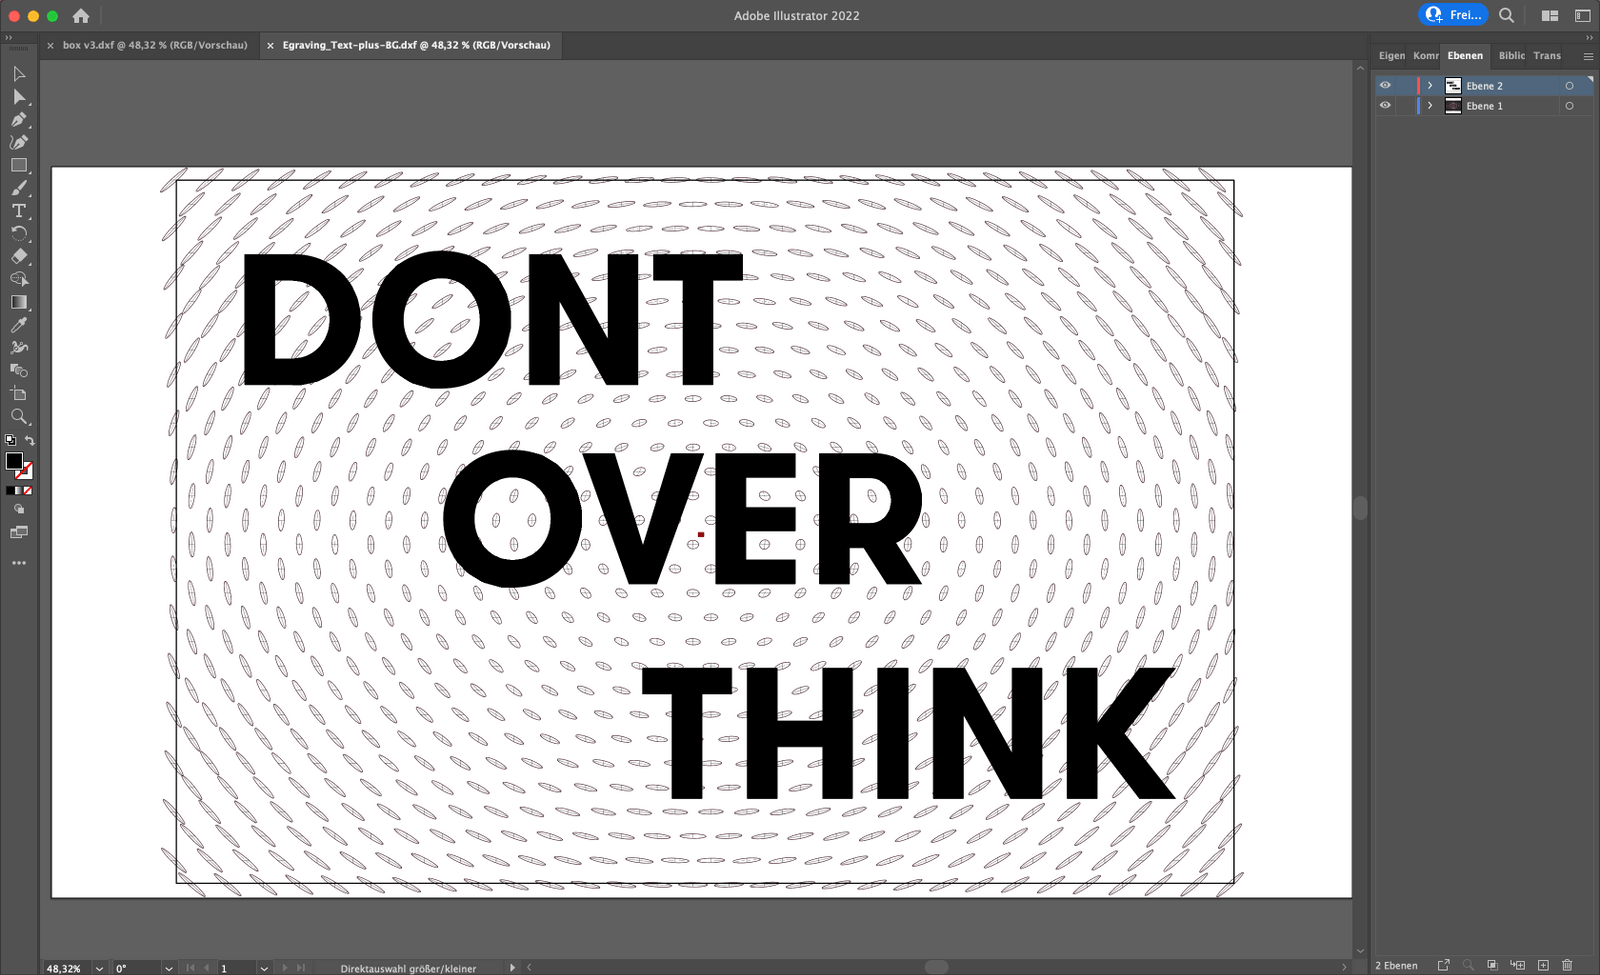 Adobe Illustrator 2022
Frei...
box v3.dxf @ 48,32 % (RGB/Vorschau)
Egraving_Text-plus-BG.dxf @ 48,32 % (RGB/Vorschau)
Eigen Komr Ebenen Biblic Trans
Ebene 2
Ebene 1
DONT
OVER
THINK
48,32% 0° 1 Direktauswahl größer/kleiner
2 Ebenen